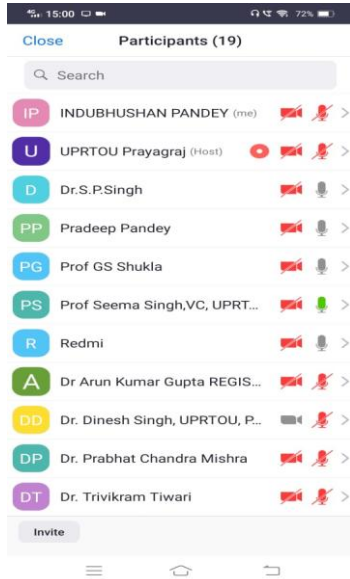 4G 15:00 72%
Close Participants (19)
Search
IP INDUBHUSHAN PANDEY (me)
U UPRTOU Prayagraj (Host)
D Dr.S.P.Singh
PP Pradeep Pandey
PG Prof GS Shukla
PS Prof Seema Singh,VC, UPRT...
R Redmi
A Dr Arun Kumar Gupta REGIS...
DD Dr. Dinesh Singh, UPRTOU, P...
DP Dr. Prabhat Chandra Mishra
DT Dr. Trivikram Tiwari
Invite